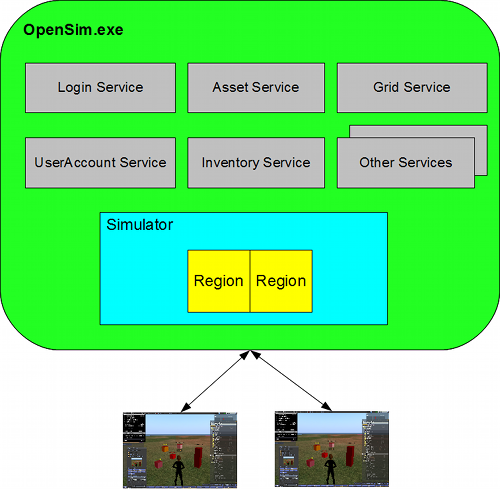 OpenSim.exe
Login Service
Asset Service
Grid Service
UserAccount Service
Inventory Service
Other Services
Simulator
Region
Region